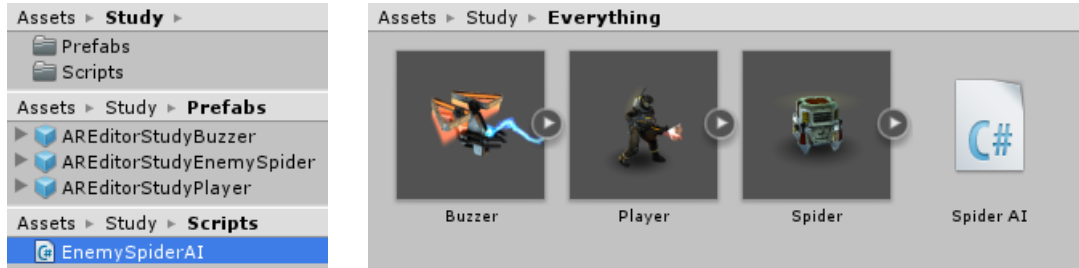 Assets ▸ Study ▸
Prefabs
Scripts
Assets ▸ Study ▸ Prefabs
AREditorStudyBuzzer
AREditorStudyEnemySpider
AREditorStudyPlayer
Assets ▸ Study ▸ Scripts
C# EnemySpiderAI
Assets ▸ Study ▸ Everything
C#
Buzzer Player Spider Spider AI